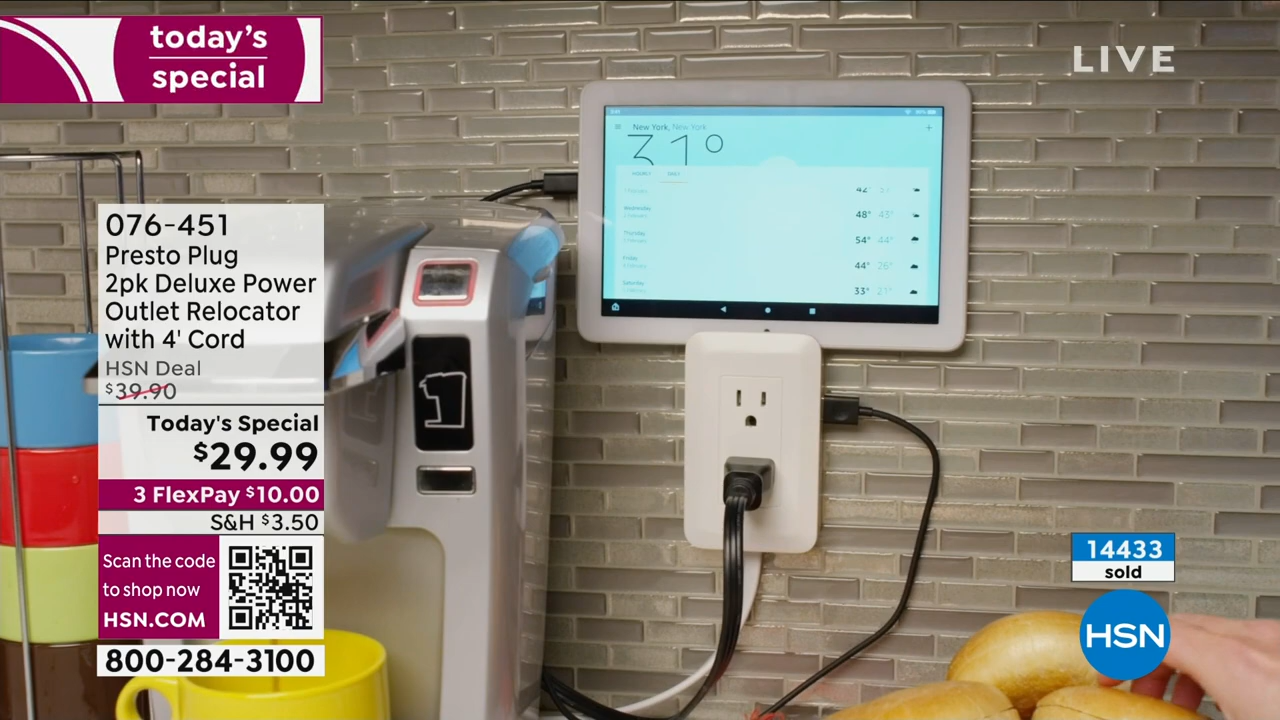 today's
special
LIVE
076-451
Presto Plug
2pk Deluxe Power
Outlet Relocator
with 4' Cord
HSN Deal
$39.90
Today's Special
$29.99
3 FlexPay $10.00
S&H $3.50
Scan the code
to shop now
HSN.COM
800-284-3100
New York, New York
31°
HOURLY DAILY
42°
Wednesday
48° 43°
Thursday
54° 44°
Friday
44° 26°
Saturday
33° 21°
14433
sold
HSN